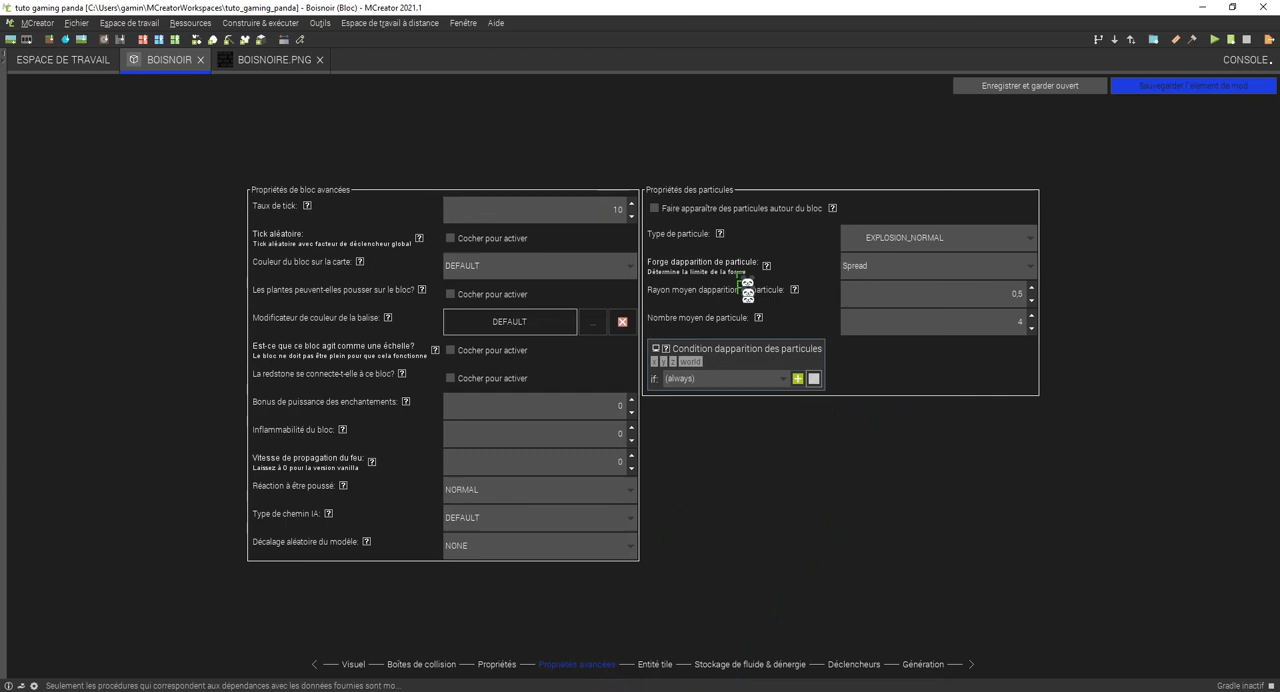 tuto gaming panda [C:\Users\gamin\MCreatorWorkspaces\tuto_gaming_panda] - Boisnoir (Bloc) - MCreator 2021.1
MCreator Fichier Espace de travail Ressources Construire & exécuter Outils Espace de travail à distance Fenêtre Aide
ESPACE DE TRAVAIL BOISNOIR BOISNOIRE.PNG CONSOLE
Enregistrer et garder ouvert Sauvegarder l'élément de mod
Propriétés de bloc avancées
Taux de tick: ? 10
Tick aléatoire:
Tick aléatoire avec facteur de déclencheur global ? Cocher pour activer
Couleur du bloc sur la carte: ? DEFAULT
Les plantes peuvent-elles pousser sur le bloc? ? Cocher pour activer
Modificateur de couleur de la balise: ? DEFAULT ...
Est-ce que ce bloc agit comme une échelle?
Le bloc ne doit pas être plein pour que cela fonctionne ? Cocher pour activer
La redstone se connecte-t-elle à ce bloc? ? Cocher pour activer
Bonus de puissance des enchantements: ? 0
Inflammabilité du bloc: ? 0
Vitesse de propagation du feu:
Laissez à 0 pour la version vanilla ? 0
Réaction à être poussé: ? NORMAL
Type de chemin IA: ? DEFAULT
Décalage aléatoire du modèle: ? NONE
Propriétés des particules
Faire apparaître des particules autour du bloc ?
Type de particule: ? EXPLOSION_NORMAL
Forge dapparition de particule:
Détermine la limite de la forge ? Spread
Rayon moyen dapparition particule: ? 0,5
Nombre moyen de particule: ? 4
? Condition dapparition des particules
x y z world
if: (always)
Visuel Boîtes de collision Propriétés Propriétés avancées Entité tile Stockage de fluide & dénergie Déclencheurs Génération
Seulement les procédures qui correspondent aux dépendances avec les données fournies sont mo... Gradle inactif